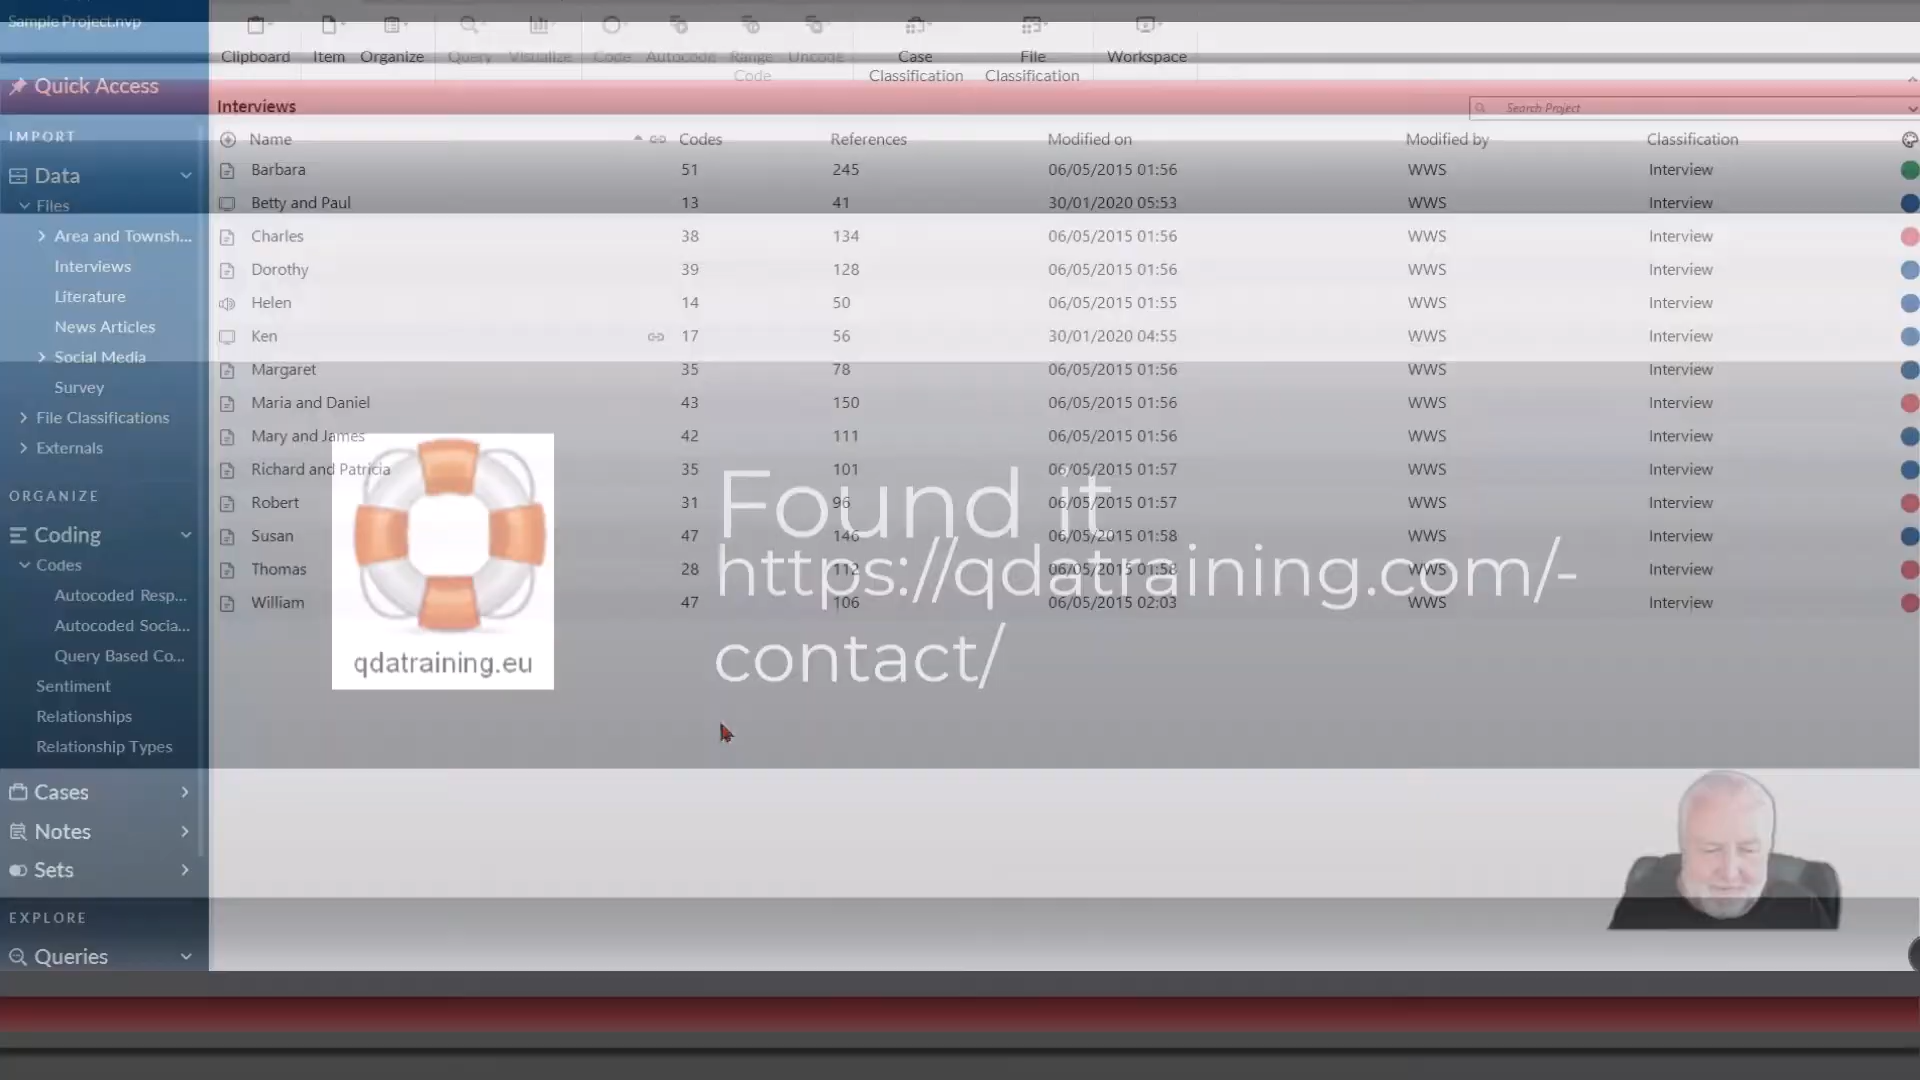 Sample Project.nvp
Clipboard Item Organize Query Visualize Code Autocode Range Code Uncode Case Classification File Classification Workspace
Quick Access
Interviews
Search Project
IMPORT
Name Codes References Modified on Modified by Classification
Data
Files
Area and Townsh...
Interviews
Literature
News Articles
Social Media
Survey
File Classifications
Externals
ORGANIZE
Coding
Codes
Autocoded Resp...
Autocoded Socia...
Query Based Co...
Sentiment
Relationships
Relationship Types
Cases
Notes
Sets
EXPLORE
Queries
Barbara 51 245 06/05/2015 01:56 WWS Interview
Betty and Paul 13 41 30/01/2020 05:53 WWS Interview
Charles 38 134 06/05/2015 01:56 WWS Interview
Dorothy 39 128 06/05/2015 01:56 WWS Interview
Helen 14 50 06/05/2015 01:55 WWS Interview
Ken 17 56 30/01/2020 04:55 WWS Interview
Margaret 35 78 06/05/2015 01:56 WWS Interview
Maria and Daniel 43 150 06/05/2015 01:56 WWS Interview
Mary and James 42 111 06/05/2015 01:56 WWS Interview
Richard and Patricia 35 101 06/05/2015 01:57 WWS Interview
Robert 31 96 06/05/2015 01:57 WWS Interview
Susan 47 146 06/05/2015 01:58 WWS Interview
Thomas 28 112 06/05/2015 01:58 WWS Interview
William 47 106 06/05/2015 02:03 WWS Interview
qdatraining.eu
Found it
https://qdatraining.com/-
contact/